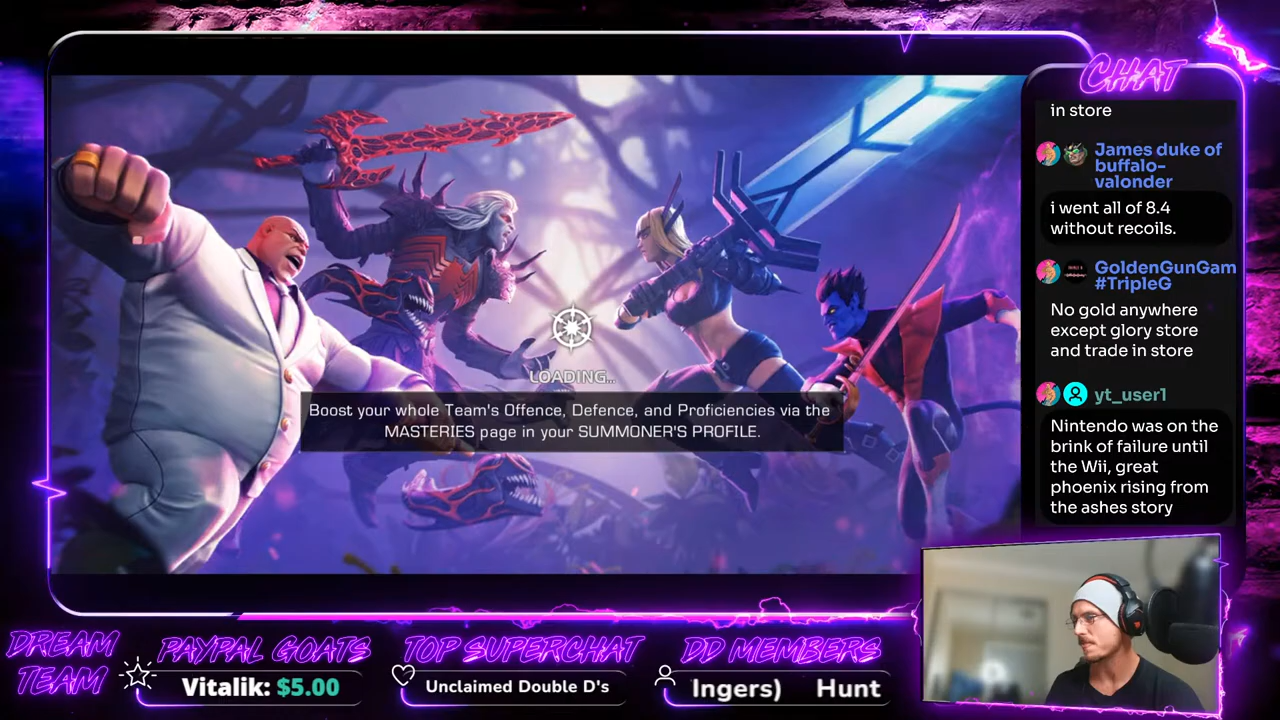 CHAT
in store
James duke of
buffalo-
valonder
i went all of 8.4
without recoils.
GoldenGunGam
#TripleG
No gold anywhere
except glory store
and trade in store
yt_user1
Nintendo was on the
brink of failure until
the Wii, great
phoenix rising from
the ashes story
LOADING...
Boost your whole Team's Offence, Defence, and Proficiencies via the
MASTERIES page in your SUMMONER'S PROFILE.
DREAM
TEAM
PAYPAL GOATS
Vitalik: $5.00
TOP SUPERCHAT
Unclaimed Double D's
DD MEMBERS
Ingers) Hunt